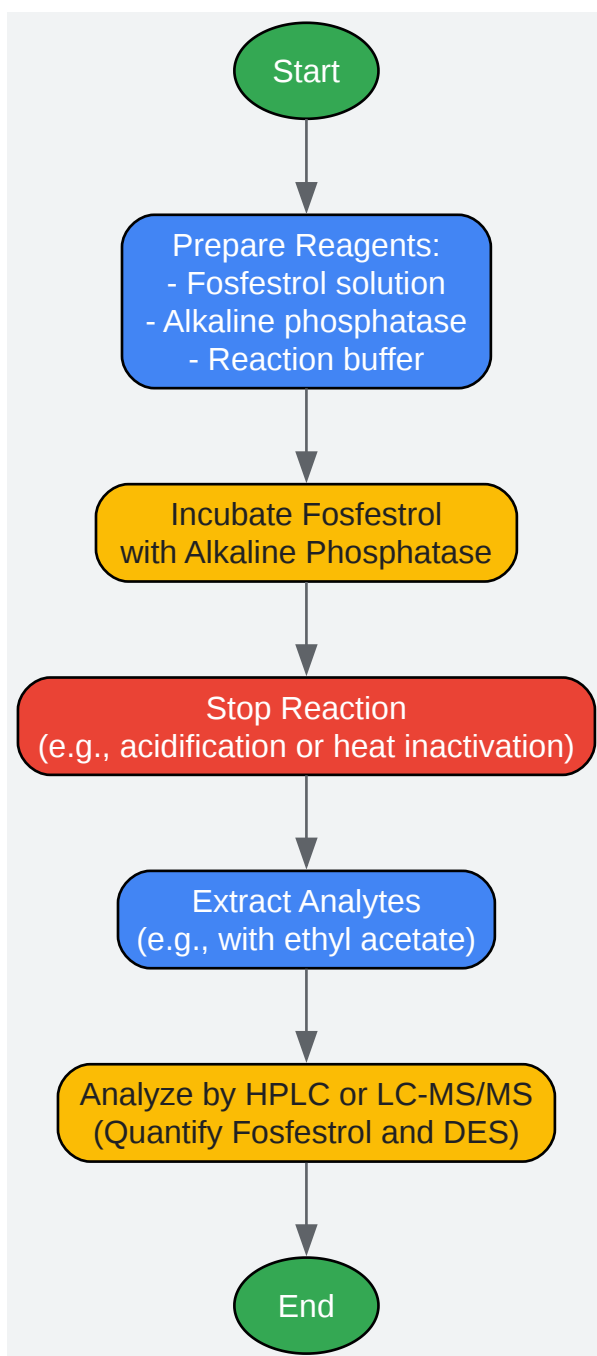 Start
Prepare Reagents:
- Fosfestrol solution
- Alkaline phosphatase
- Reaction buffer
Incubate Fosfestrol
with Alkaline Phosphatase
Stop Reaction
(e.g., acidification or heat inactivation)
Extract Analytes
(e.g., with ethyl acetate)
Analyze by HPLC or LC-MS/MS
(Quantify Fosfestrol and DES)
End